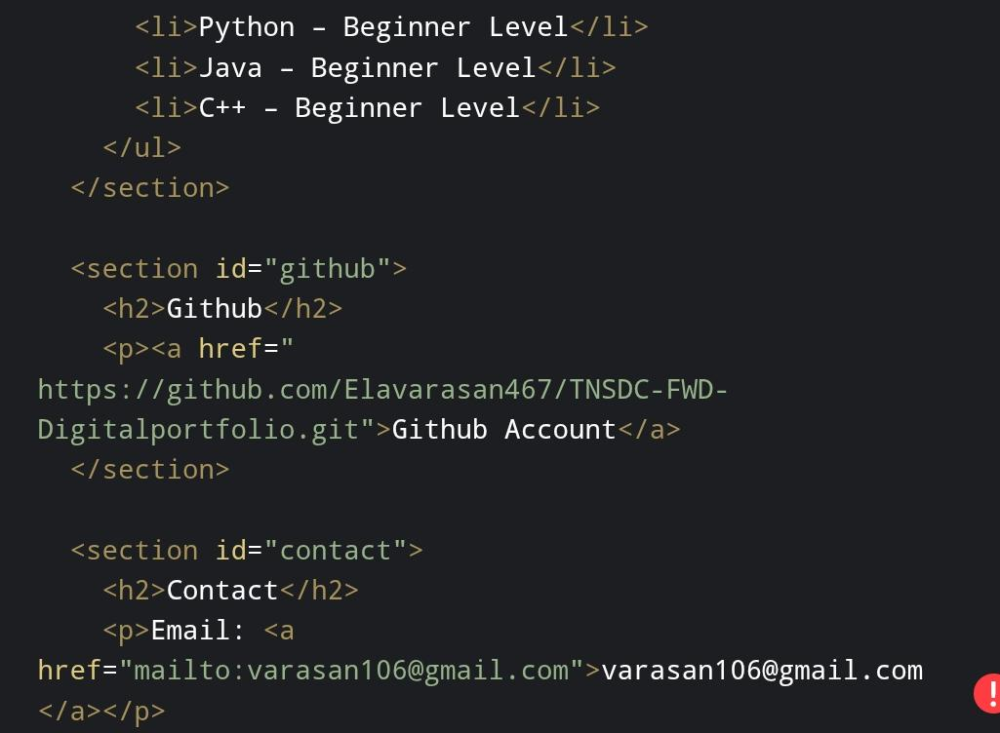 <li>Python – Beginner Level</li>
<li>Java – Beginner Level</li>
<li>C++ – Beginner Level</li>
</ul>
</section>
<section id="github">
<h2>Github</h2>
<p><a href="
https://github.com/Elavarasan467/TNSDC-FWD-
Digitalportfolio.git">Github Account</a>
</section>
<section id="contact">
<h2>Contact</h2>
<p>Email: <a
href="mailto:varasan106@gmail.com">varasan106@gmail.com
</a></p>
!